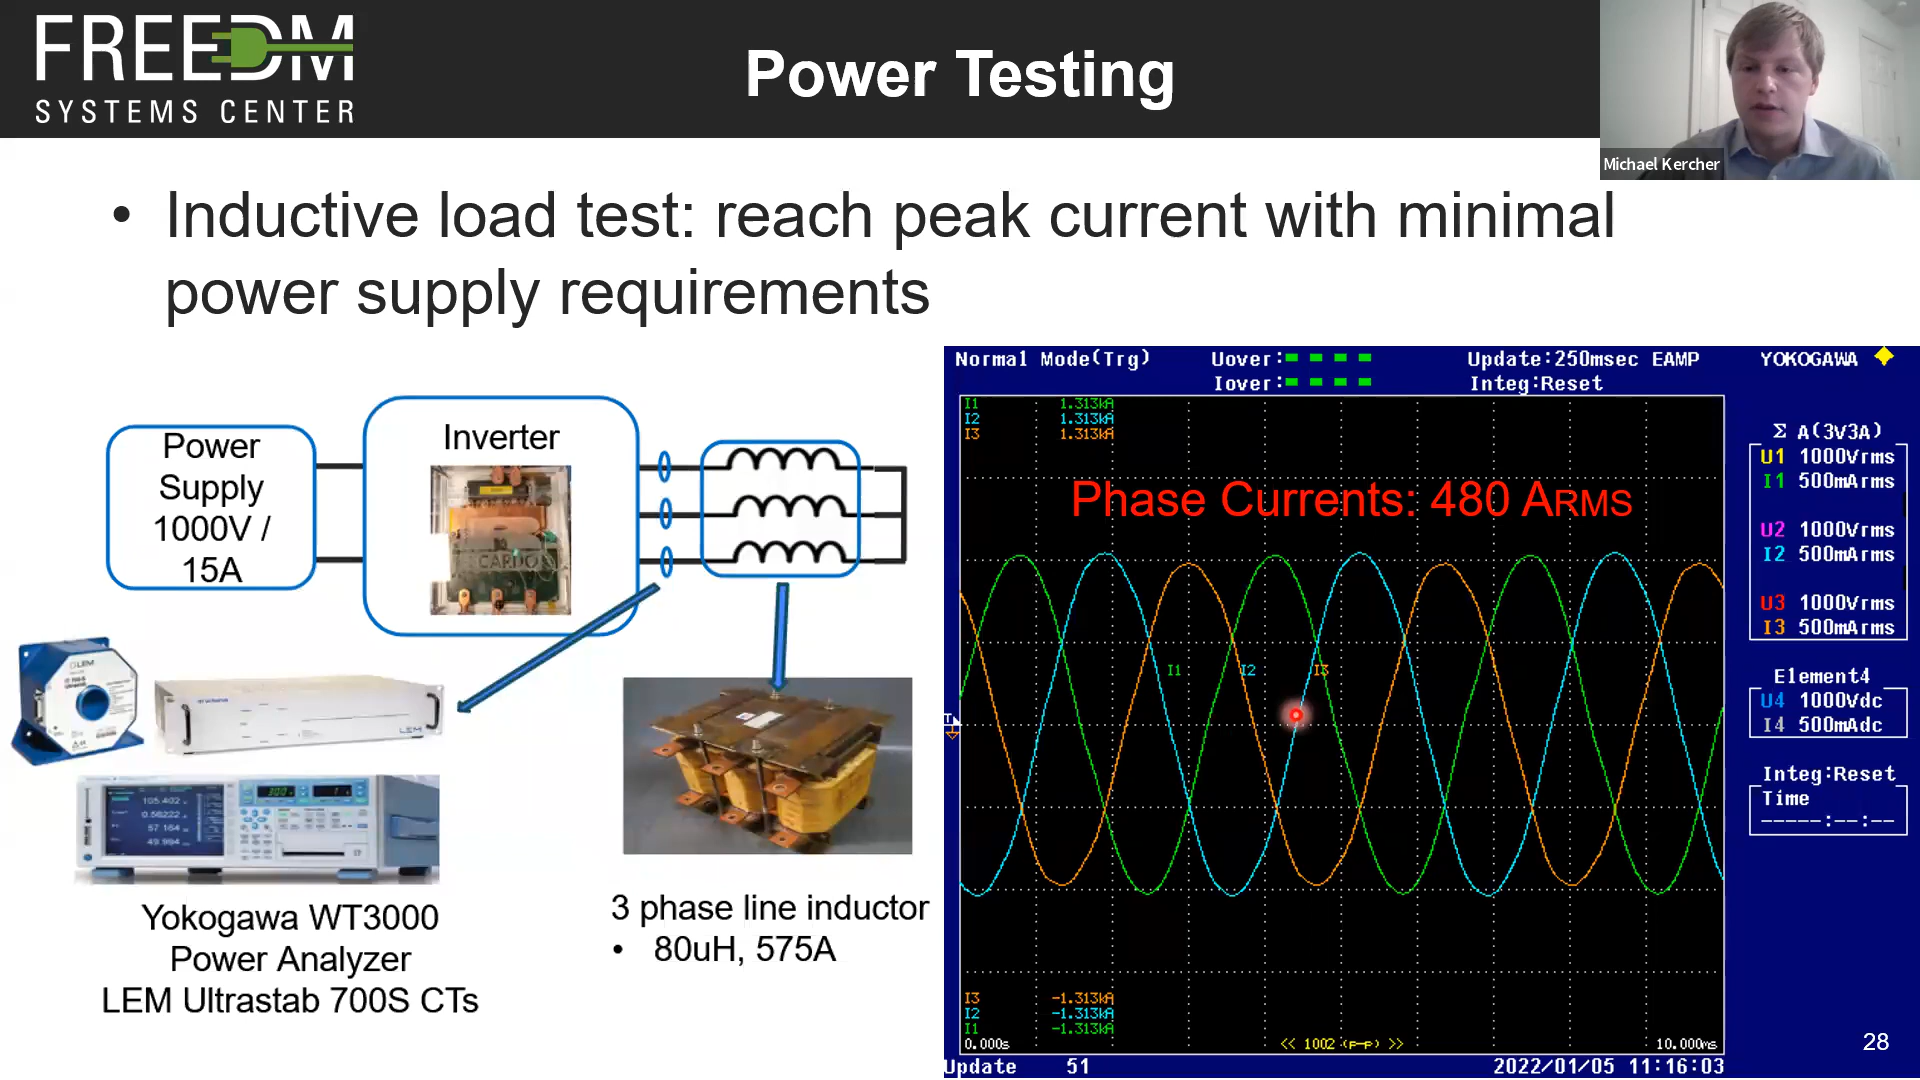 FREEDM
SYSTEMS CENTER
Power Testing
Michael Kercher
• Inductive load test: reach peak current with minimal
power supply requirements
Power
Supply
1000V /
15A
Inverter
CARDO
LEM
LEM
Yokogawa WT3000
Power Analyzer
LEM Ultrastab 700S CTs
3 phase line inductor
• 80uH, 575A
Normal Mode(Trg)
Uover:
Iover:
Update:250msec EAMP
Integ:Reset
YOKOGAWA
I1 1.313kA
I2 1.313kA
I3 1.313kA
Phase Currents: 480 ARMS
I1 I2 I3
T
I3 -1.313kA
I2 -1.313kA
I1 -1.313kA
0.000s << 1002 (p-p) >> 10.000ms
Update 51 2022/01/05 11:16:03
Σ A(3V3A)
U1 1000Vrms
I1 500mArms
U2 1000Vrms
I2 500mArms
U3 1000Vrms
I3 500mArms
Element4
U4 1000Vdc
I4 500mAdc
Integ:Reset
Time
-----:--:--
28